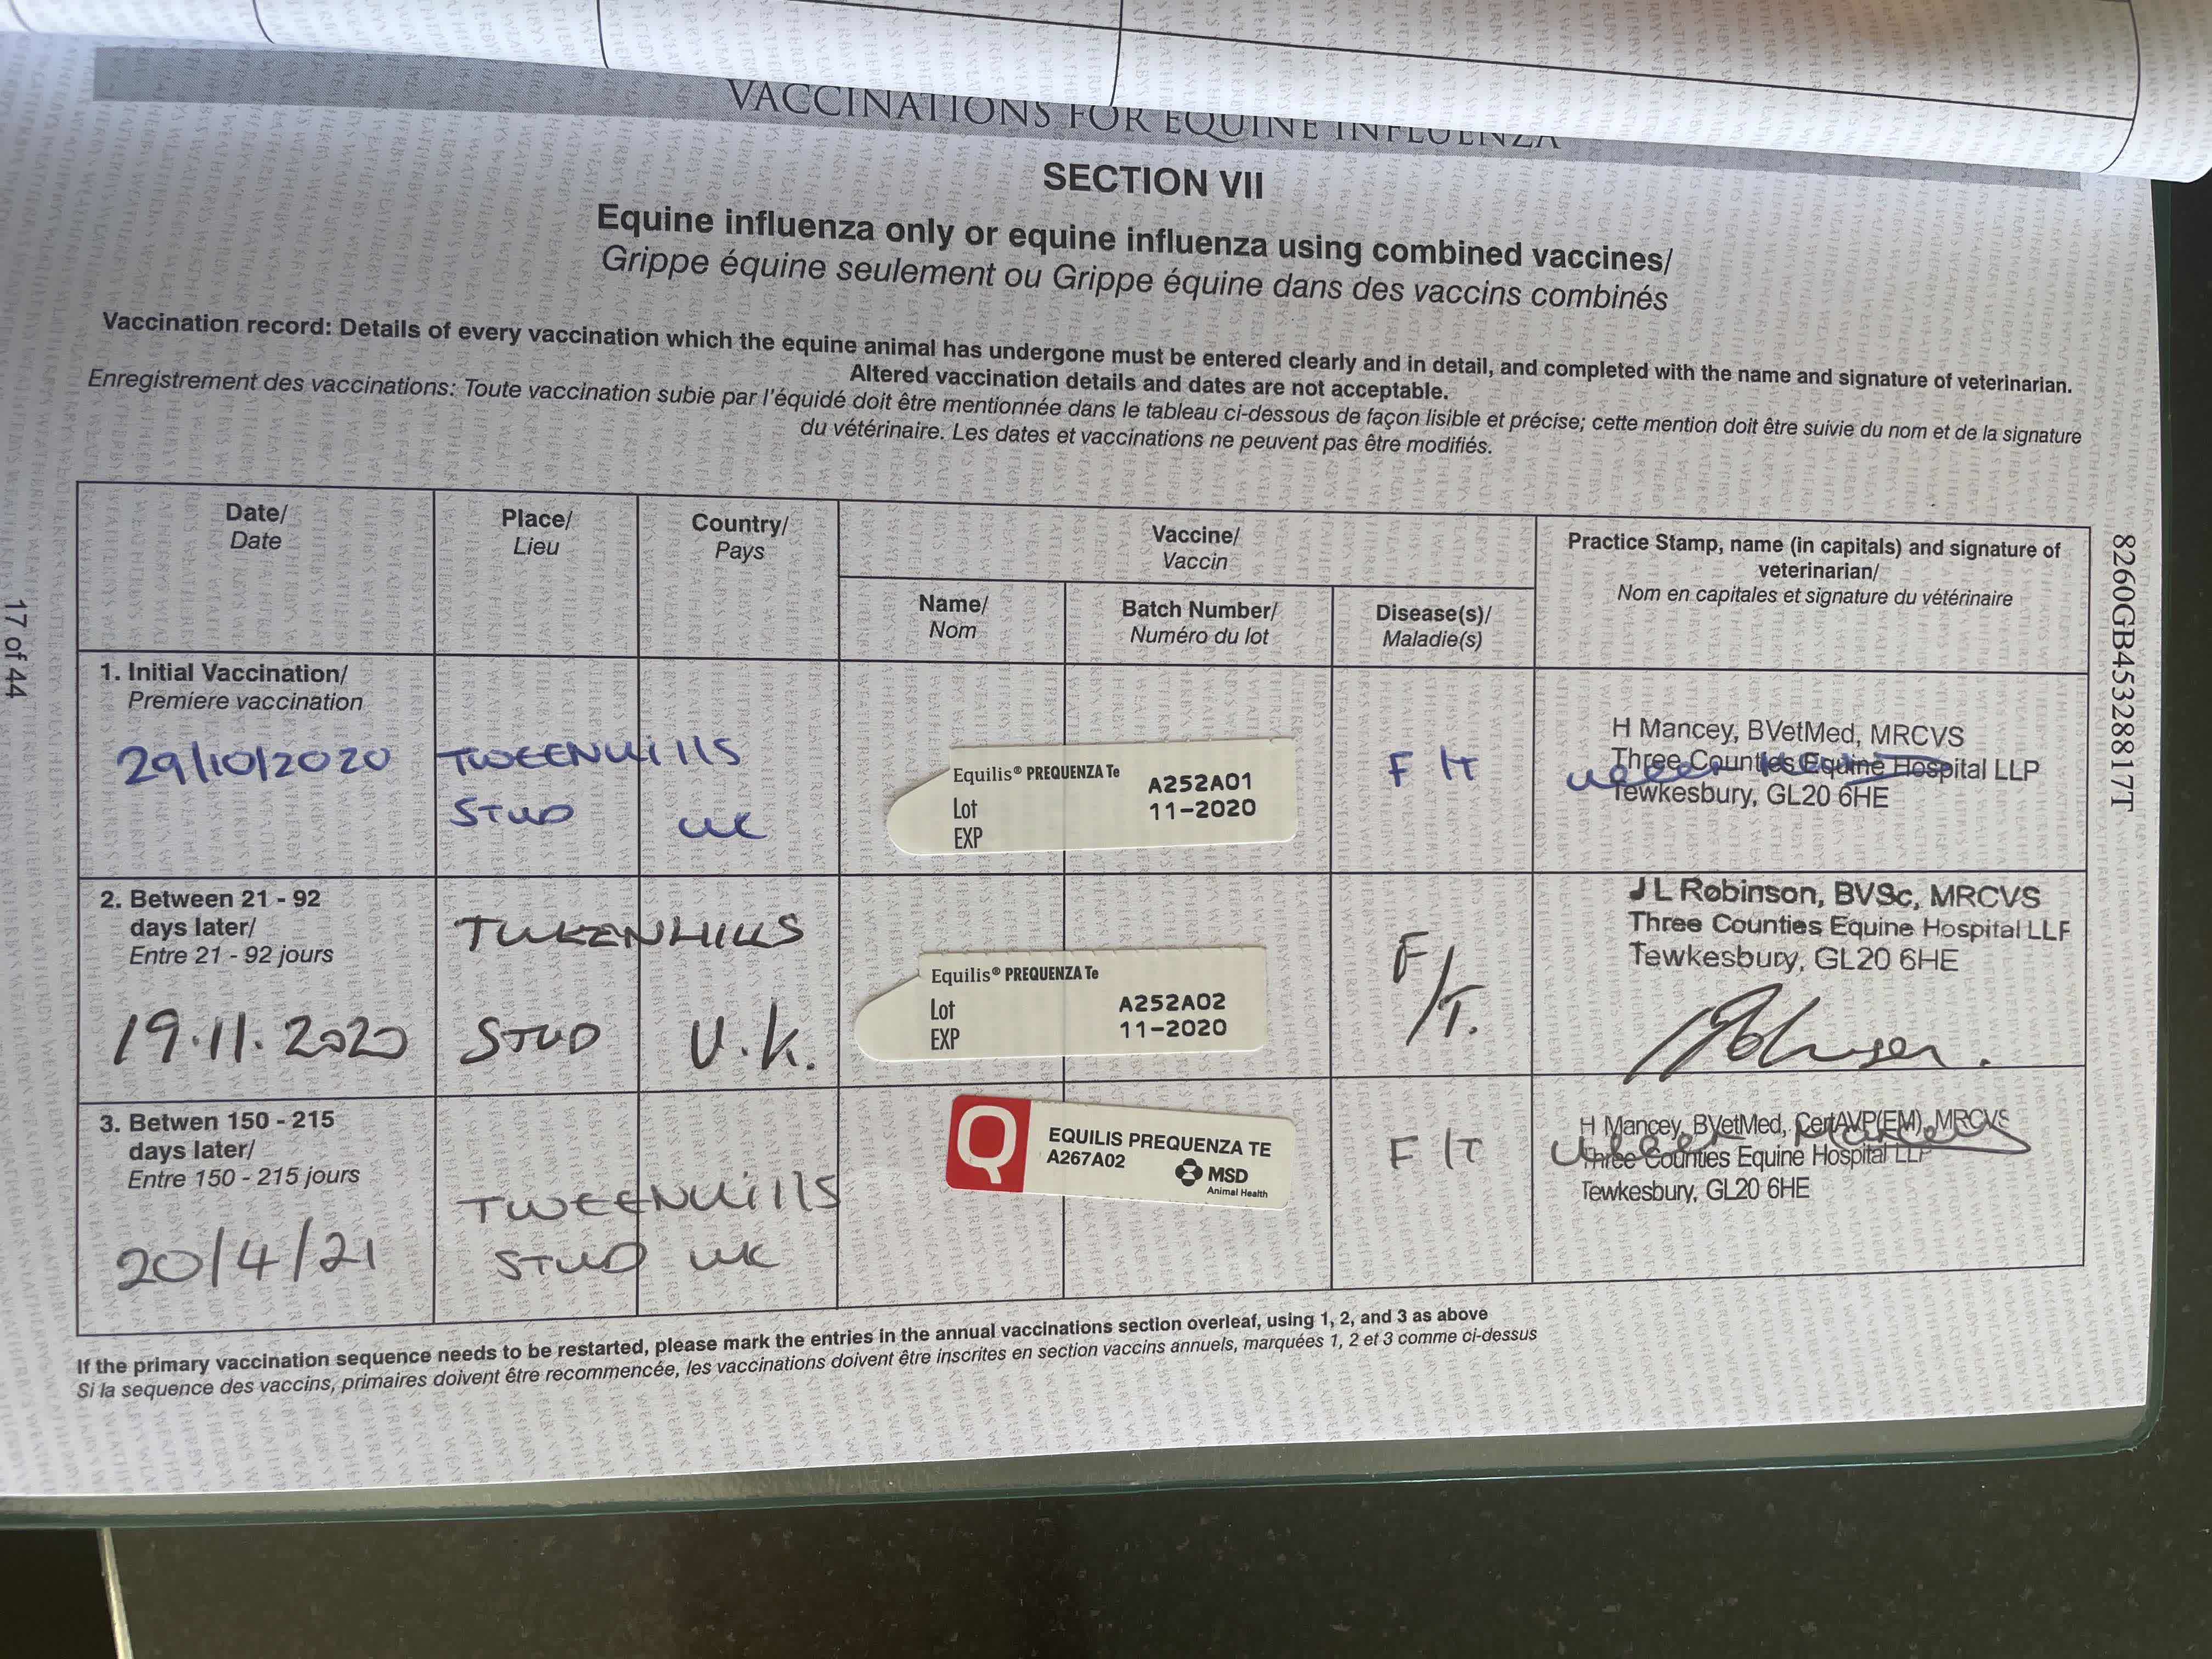 VACCINATIONS FOR EQUINE INFLUENZA
SECTION VII
Equine influenza only or equine influenza using combined vaccines/
Grippe équine seulement ou Grippe équine dans des vaccins combinés
Vaccination record: Details of every vaccination which the equine animal has undergone must be entered clearly and in detail, and completed with the name and signature of veterinarian.
Altered vaccination details and dates are not acceptable.
Enregistrement des vaccinations: Toute vaccination subie par l'équidé doit être mentionnée dans le tableau ci-dessous de façon lisible et précise; cette mention doit être suivie du nom et de la signature
du vétérinaire. Les dates et vaccinations ne peuvent pas être modifiés.
Date/
Date
Place/
Lieu
Country/
Pays
Vaccine/
Vaccin
Name/
Nom
Batch Number/
Numéro du lot
Disease(s)/
Maladie(s)
Practice Stamp, name (in capitals) and signature of
veterinarian/
Nom en capitales et signature du vétérinaire
1. Initial Vaccination/
Premiere vaccination
29/10/2020
TWEENHILLS
STUD
UK
Equilis® PREQUENZA Te
Lot A252A01
EXP 11-2020
F/T
H Mancey, BVetMed, MRCVS
Three Counties Equine Hospital LLP
Tewkesbury, GL20 6HE
2. Between 21 - 92
days later/
Entre 21 - 92 jours
19.11.2020
TWEENHILLS
STUD
U.K.
Equilis® PREQUENZA Te
Lot A252A02
EXP 11-2020
F/T.
J L Robinson, BVSc, MRCVS
Three Counties Equine Hospital LLP
Tewkesbury, GL20 6HE
3. Betwen 150 - 215
days later/
Entre 150 - 215 jours
20/4/21
TWEENHILLS
STUD
UK
Q
EQUILIS PREQUENZA TE
A267A02
MSD
Animal Health
F/T
H Mancey, BVetMed, CertAVP(EM), MRCVS
Three Counties Equine Hospital LLP
Tewkesbury, GL20 6HE
If the primary vaccination sequence needs to be restarted, please mark the entries in the annual vaccinations section overleaf, using 1, 2, and 3 as above
Si la sequence des vaccins, primaires doivent être recommencée, les vaccinations doivent être inscrites en section vaccins annuels, marquées 1, 2 et 3 comme ci-dessus
17 of 44
8260GB45328817T